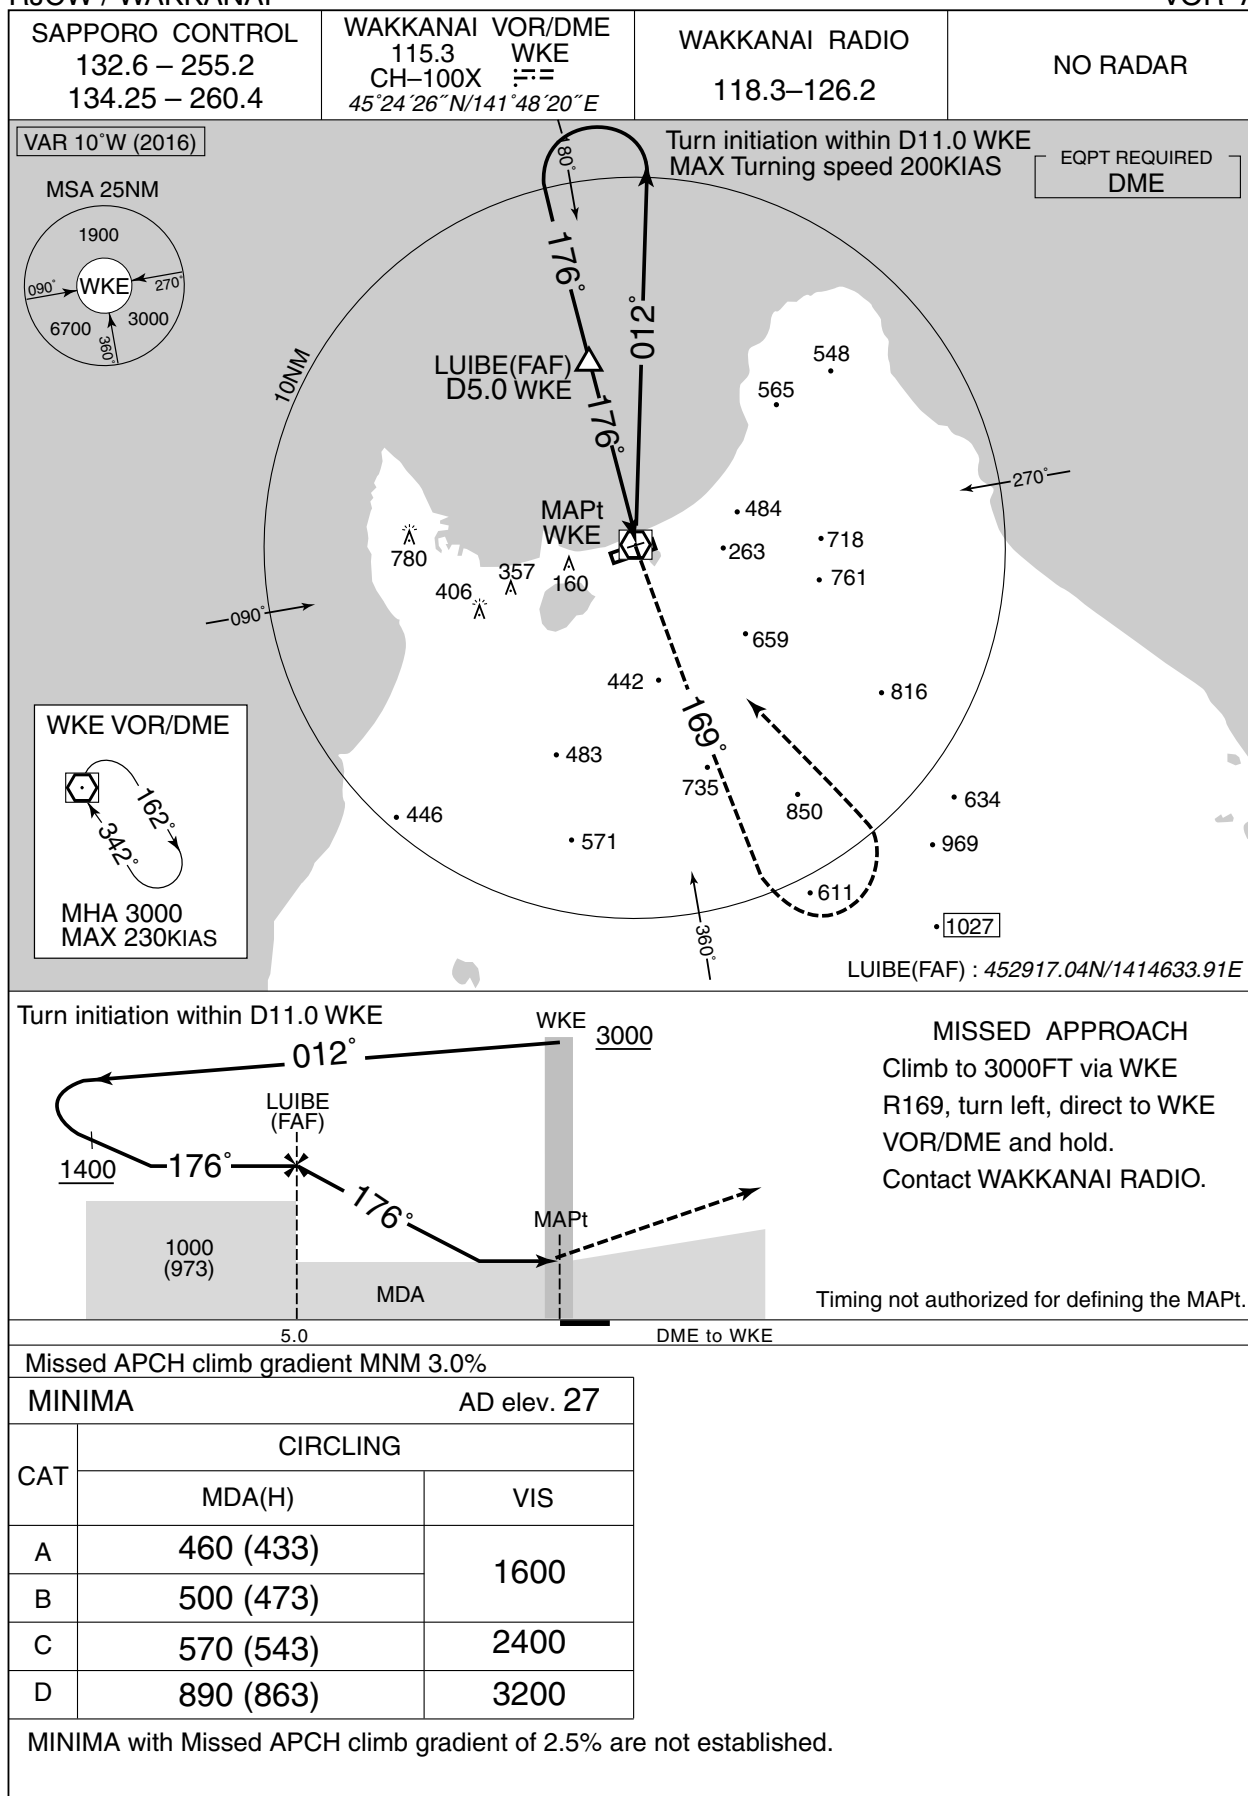 RJCW / WAKKANAI
VOR A
SAPPORO CONTROL
132.6 – 255.2
134.25 – 260.4
WAKKANAI VOR/DME
115.3 WKE
CH–100X
45°24´26˝N/141°48´20˝E
WAKKANAI RADIO
118.3–126.2
NO RADAR
VAR 10°W (2016)
MSA 25NM
1900
090°
WKE
270°
6700
3000
360°
Turn initiation within D11.0 WKE
MAX Turning speed 200KIAS
EQPT REQUIRED
DME
180°
176°
012°
10NM
LUIBE(FAF)
D5.0 WKE
176°
548
565
270°
MAPt
WKE
484
263
718
761
780
357
406
160
090°
659
442
816
169°
483
735
850
634
446
571
969
611
1027
360°
WKE VOR/DME
162°
342°
MHA 3000
MAX 230KIAS
LUIBE(FAF) : 452917.04N/1414633.91E
Turn initiation within D11.0 WKE
WKE
3000
012°
LUIBE
(FAF)
1400
176°
176°
MAPt
1000
(973)
MDA
5.0
DME to WKE
MISSED APPROACH
Climb to 3000FT via WKE
R169, turn left, direct to WKE
VOR/DME and hold.
Contact WAKKANAI RADIO.
Timing not authorized for defining the MAPt.
Missed APCH climb gradient MNM 3.0%
MINIMA AD elev. 27
CAT
CIRCLING
MDA(H) VIS
A 460 (433) 1600
B 500 (473)
C 570 (543) 2400
D 890 (863) 3200
MINIMA with Missed APCH climb gradient of 2.5% are not established.